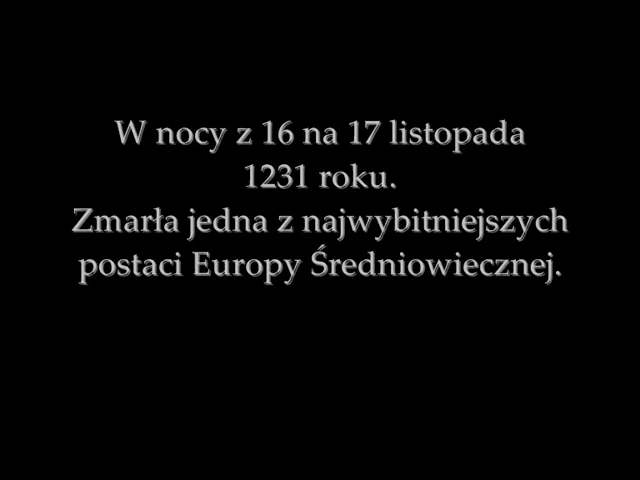 W nocy z 16 na 17 listopada
1231 roku.
Zmarła jedna z najwybitniejszych
postaci Europy Średniowiecznej.